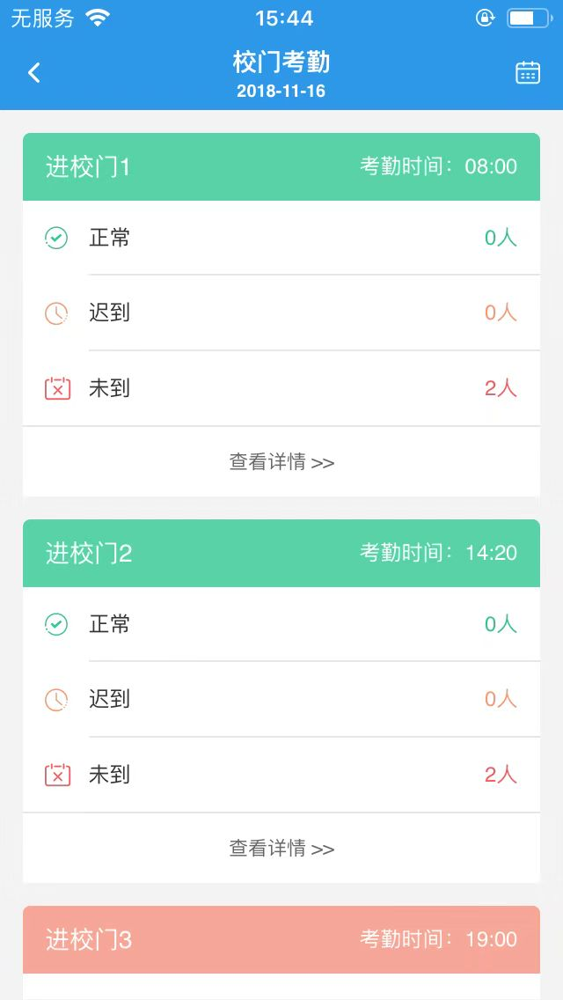 无服务 15:44
校门考勤
2018-11-16
进校门1 考勤时间：08:00
正常 0人
迟到 0人
未到 2人
查看详情 >>
进校门2 考勤时间：14:20
正常 0人
迟到 0人
未到 2人
查看详情 >>
进校门3 考勤时间：19:00